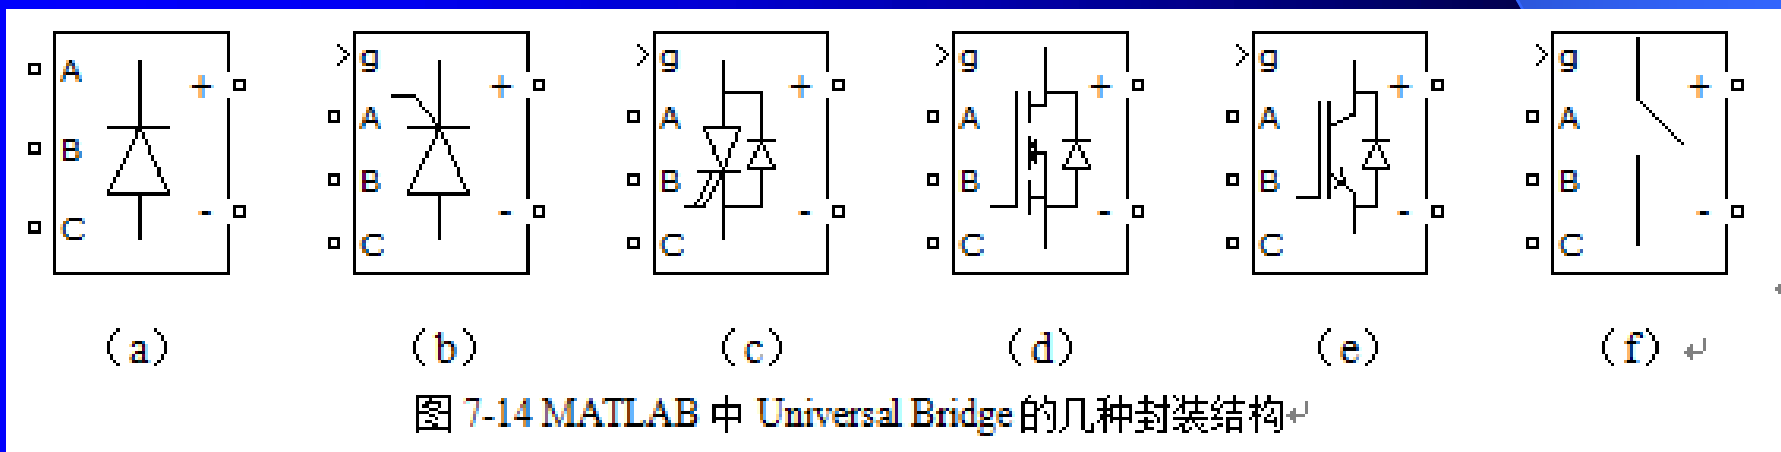 A + B - C
g A + B - C
g A + B - C
g A + B - C
g A + B - C
g A + B - C
(a) (b) (c) (d) (e) (f)
图 7-14 MATLAB 中 Universal Bridge 的几种封装结构